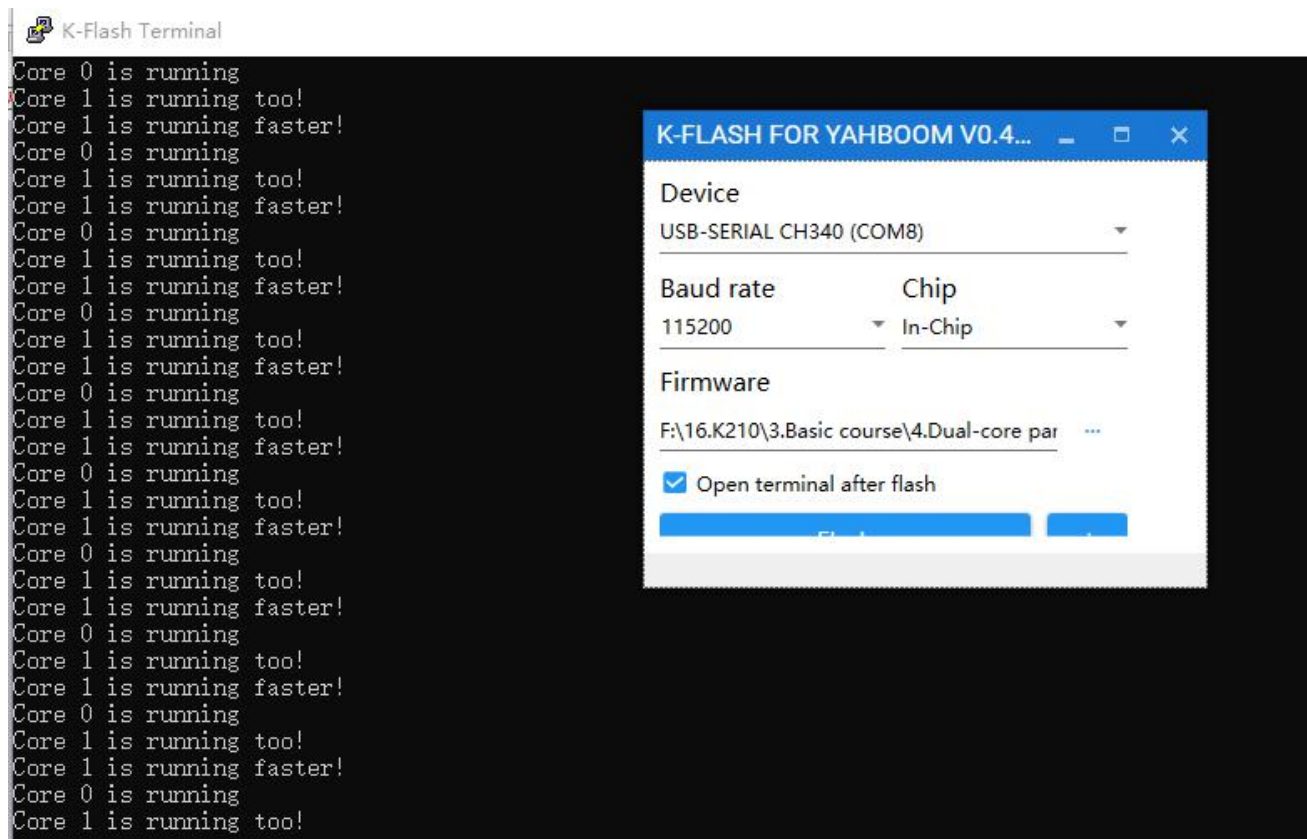 K-Flash Terminal
Core 0 is running
Core 1 is running too!
Core 1 is running faster!
Core 0 is running
Core 1 is running too!
Core 1 is running faster!
Core 0 is running
Core 1 is running too!
Core 1 is running faster!
Core 0 is running
Core 1 is running too!
Core 1 is running faster!
Core 0 is running
Core 1 is running too!
Core 1 is running faster!
Core 0 is running
Core 1 is running too!
Core 1 is running faster!
Core 0 is running
Core 1 is running too!
Core 1 is running faster!
Core 0 is running
Core 1 is running too!
Core 1 is running faster!
Core 0 is running
Core 1 is running too!
Core 1 is running faster!
Core 0 is running
Core 1 is running too!
K-FLASH FOR YAHBOOM V0.4...
Device
USB-SERIAL CH340 (COM8)
Baud rate Chip
115200 In-Chip
Firmware
F:\16.K210\3.Basic course\4.Dual-core par ...
Open terminal after flash